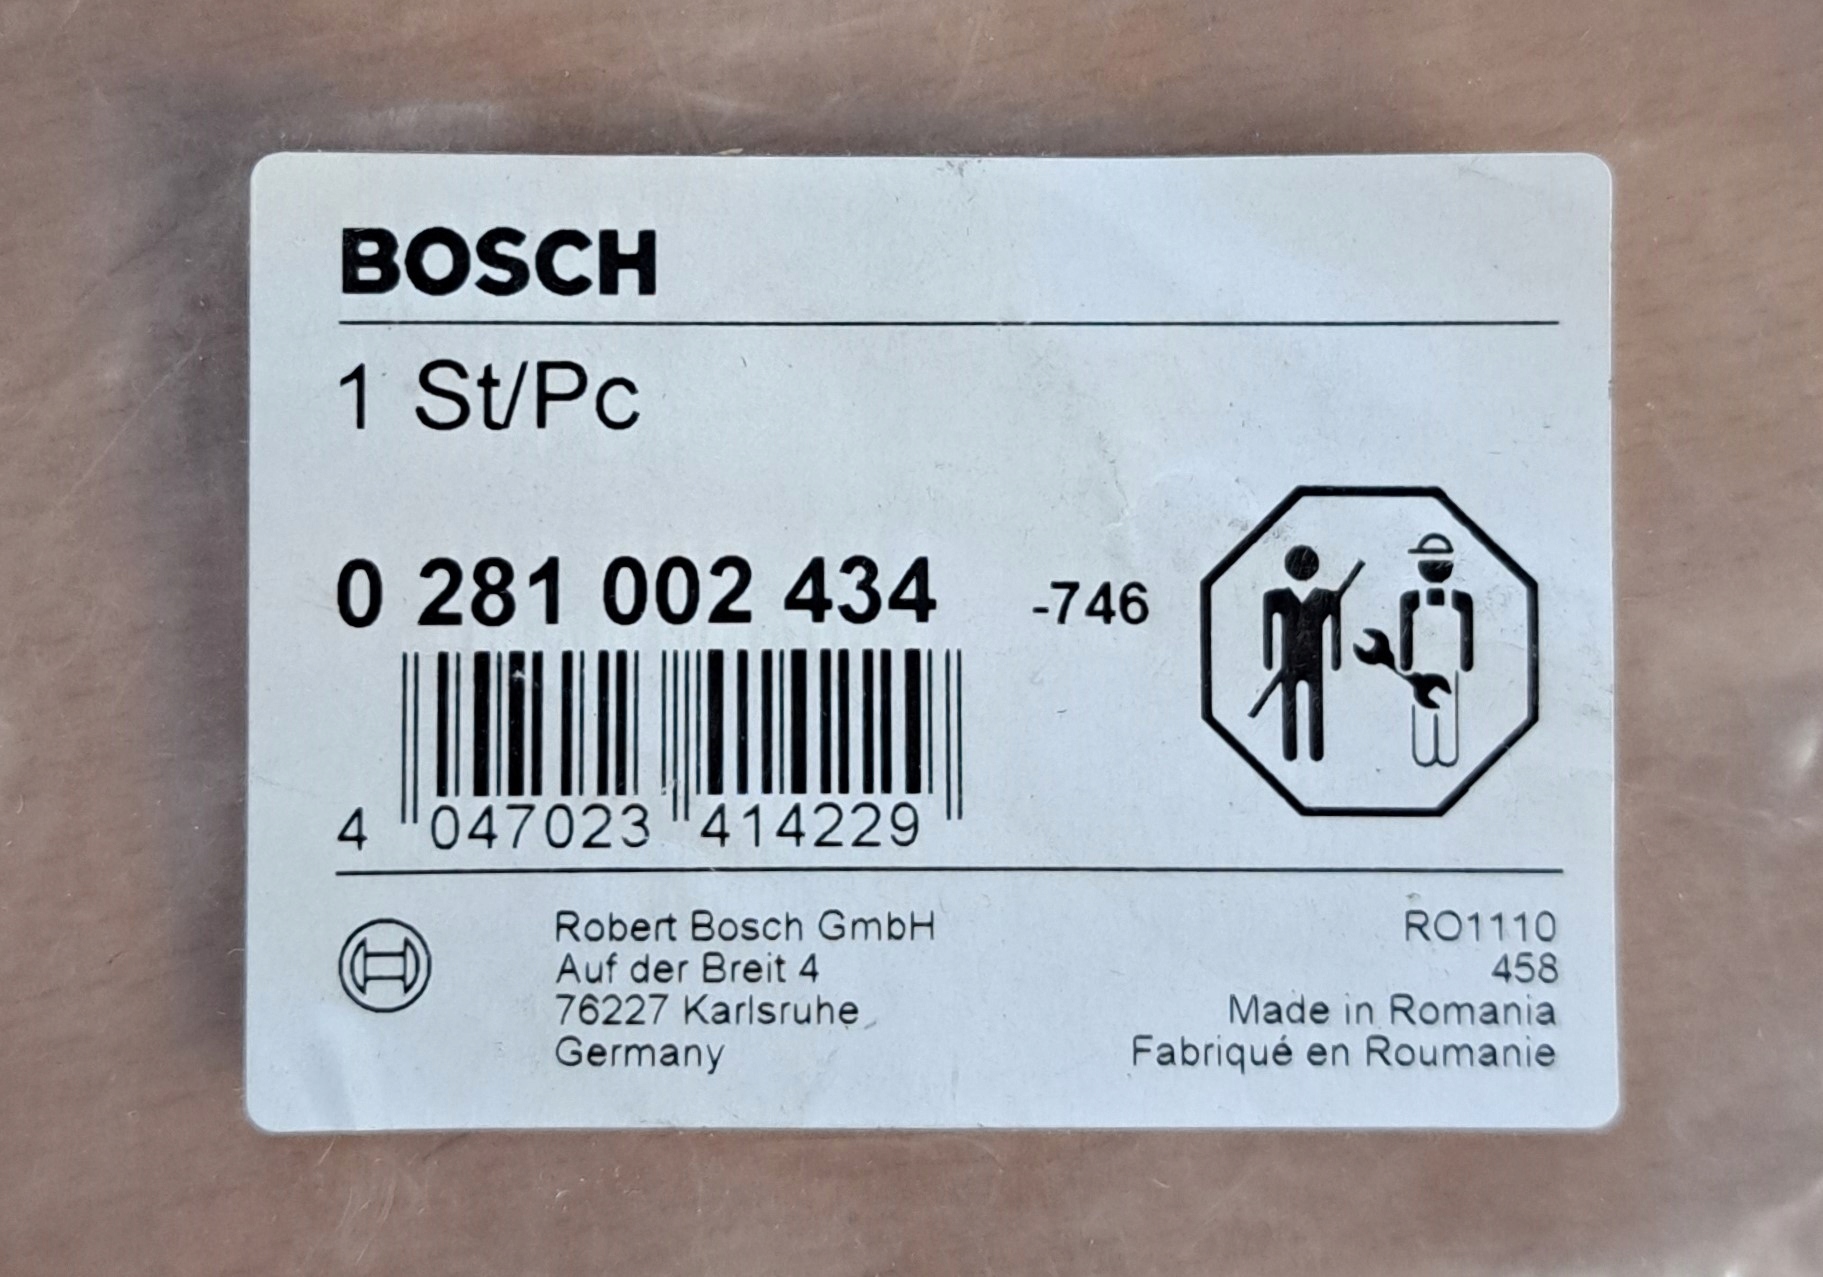 BOSCH
1 St/Pc
0 281 002 434 -746
4 047023 414229
Robert Bosch GmbH
Auf der Breit 4
76227 Karlsruhe
Germany
RO1110
458
Made in Romania
Fabriqué en Roumanie